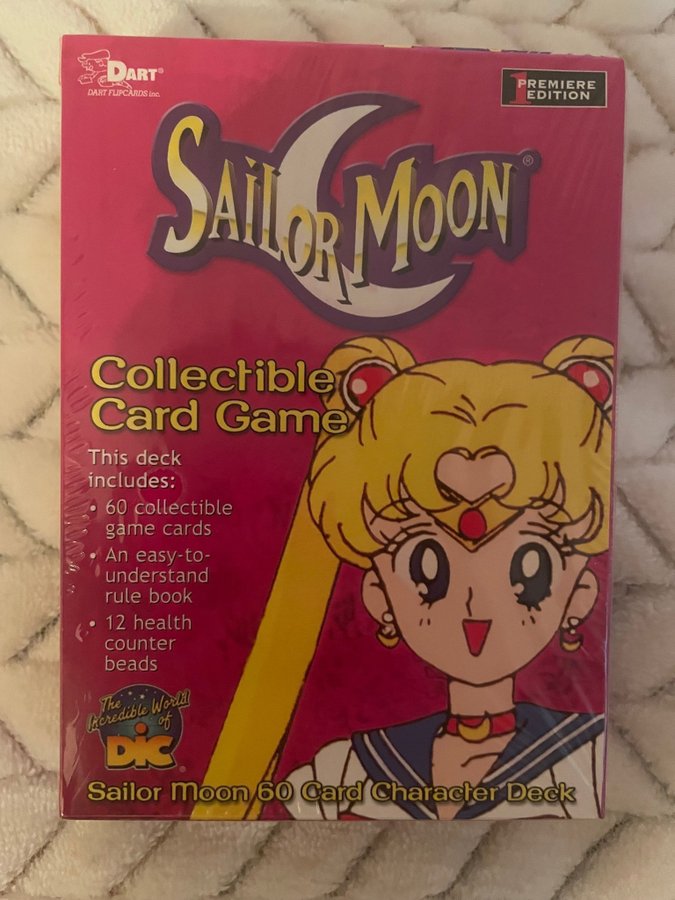 DART®
DART FLIPCARDS inc.
1 PREMIERE
EDITION
SAILOR MOON®
Collectible
Card Game
This deck
includes:
• 60 collectible
game cards
• An easy-to-
understand
rule book
• 12 health
counter
beads
The
Incredible World
of
DIC®
Sailor Moon 60 Card Character Deck